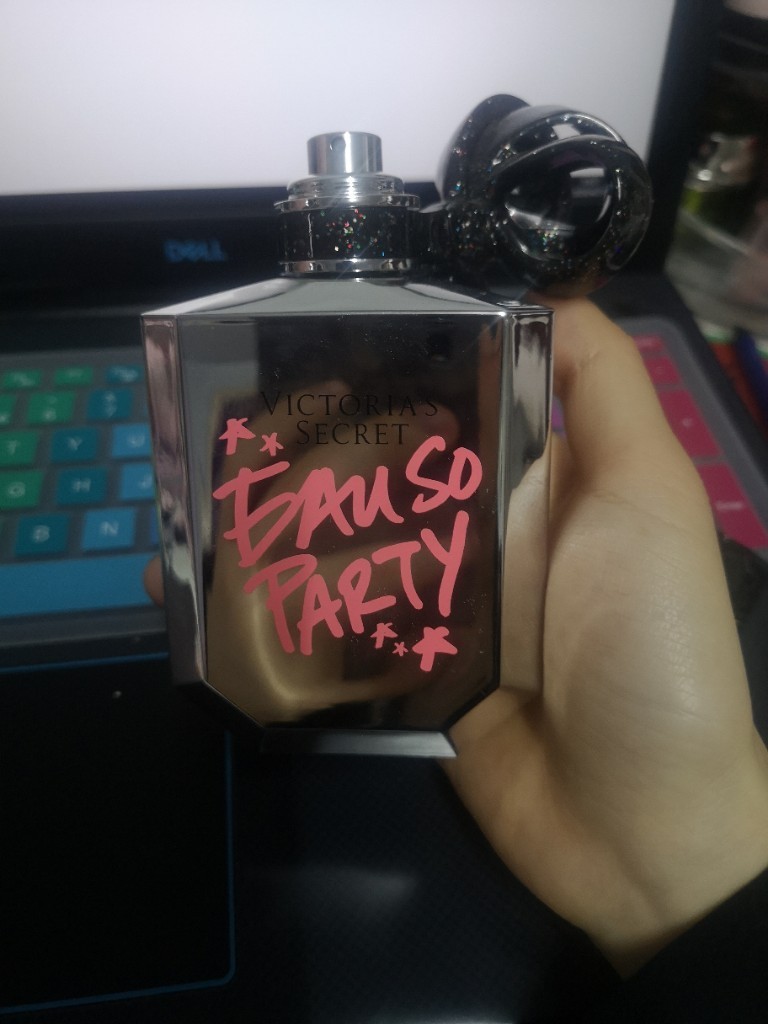 DELL
VICTORIA'S
SECRET
EAU SO
PARTY
T Y U
G H J
B N